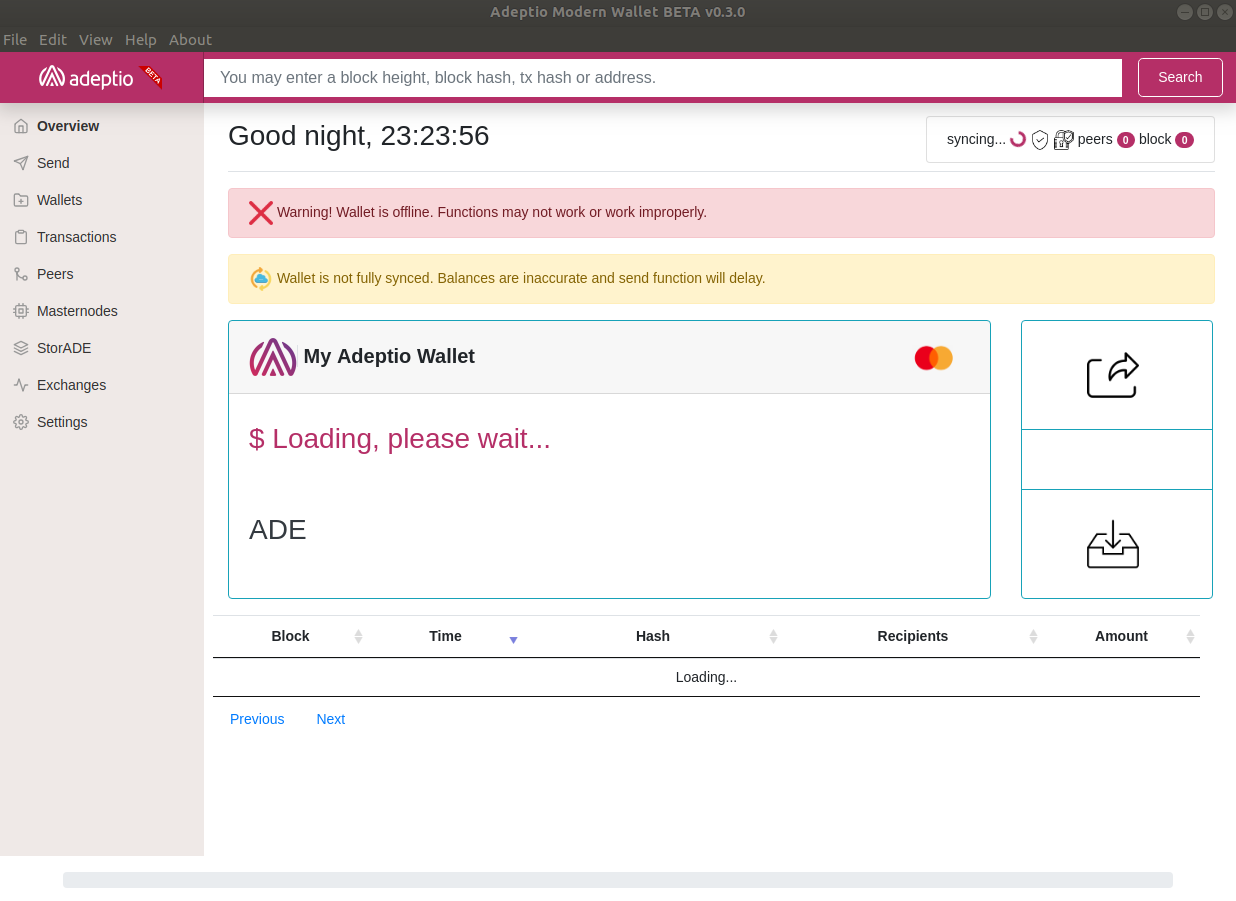 Adeptio Modern Wallet BETA v0.3.0
File Edit View Help About
adeptio BETA
You may enter a block height, block hash, tx hash or address.
Search
Overview
Send
Wallets
Transactions
Peers
Masternodes
StorADE
Exchanges
Settings
Good night, 23:23:56
syncing... peers 0 block 0
Warning! Wallet is offline. Functions may not work or work improperly.
Wallet is not fully synced. Balances are inaccurate and send function will delay.
My Adeptio Wallet
$ Loading, please wait...
ADE
Block Time Hash Recipients Amount
Loading...
Previous Next